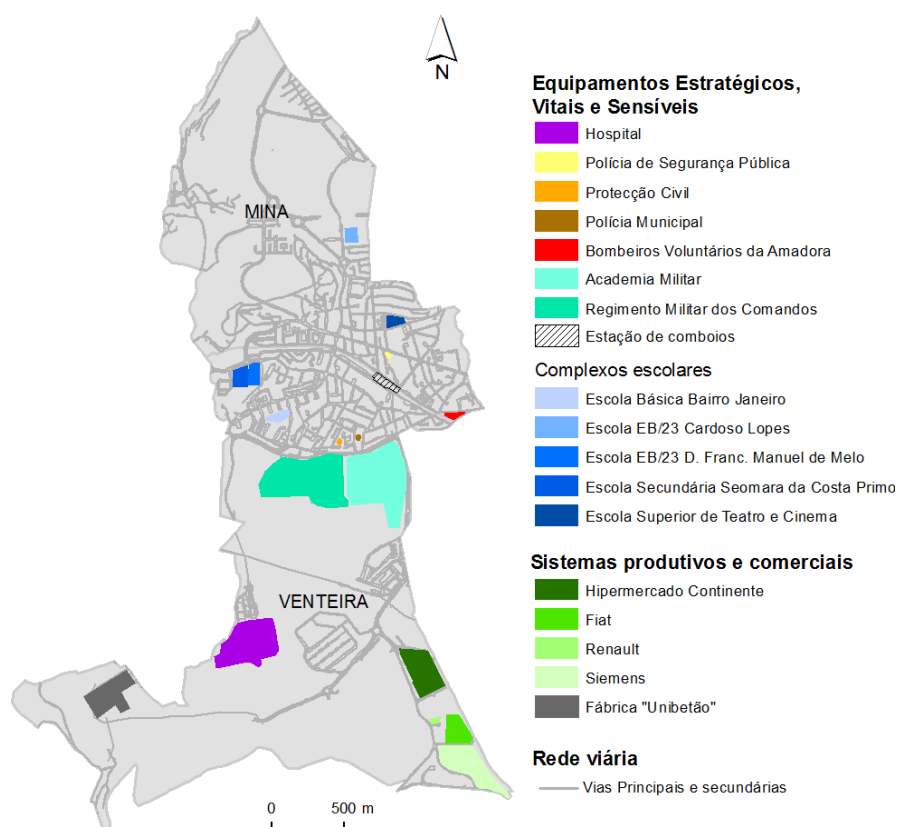 N
MINA
VENTEIRA
0 500 m
Equipamentos Estratégicos,
Vitais e Sensíveis
Hospital
Polícia de Segurança Pública
Protecção Civil
Polícia Municipal
Bombeiros Voluntários da Amadora
Academia Militar
Regimento Militar dos Comandos
Estação de comboios
Complexos escolares
Escola Básica Bairro Janeiro
Escola EB/23 Cardoso Lopes
Escola EB/23 D. Franc. Manuel de Melo
Escola Secundária Seomara da Costa Primo
Escola Superior de Teatro e Cinema
Sistemas produtivos e comerciais
Hipermercado Continente
Fiat
Renault
Siemens
Fábrica "Unibetão"
Rede viária
Vias Principais e secundárias